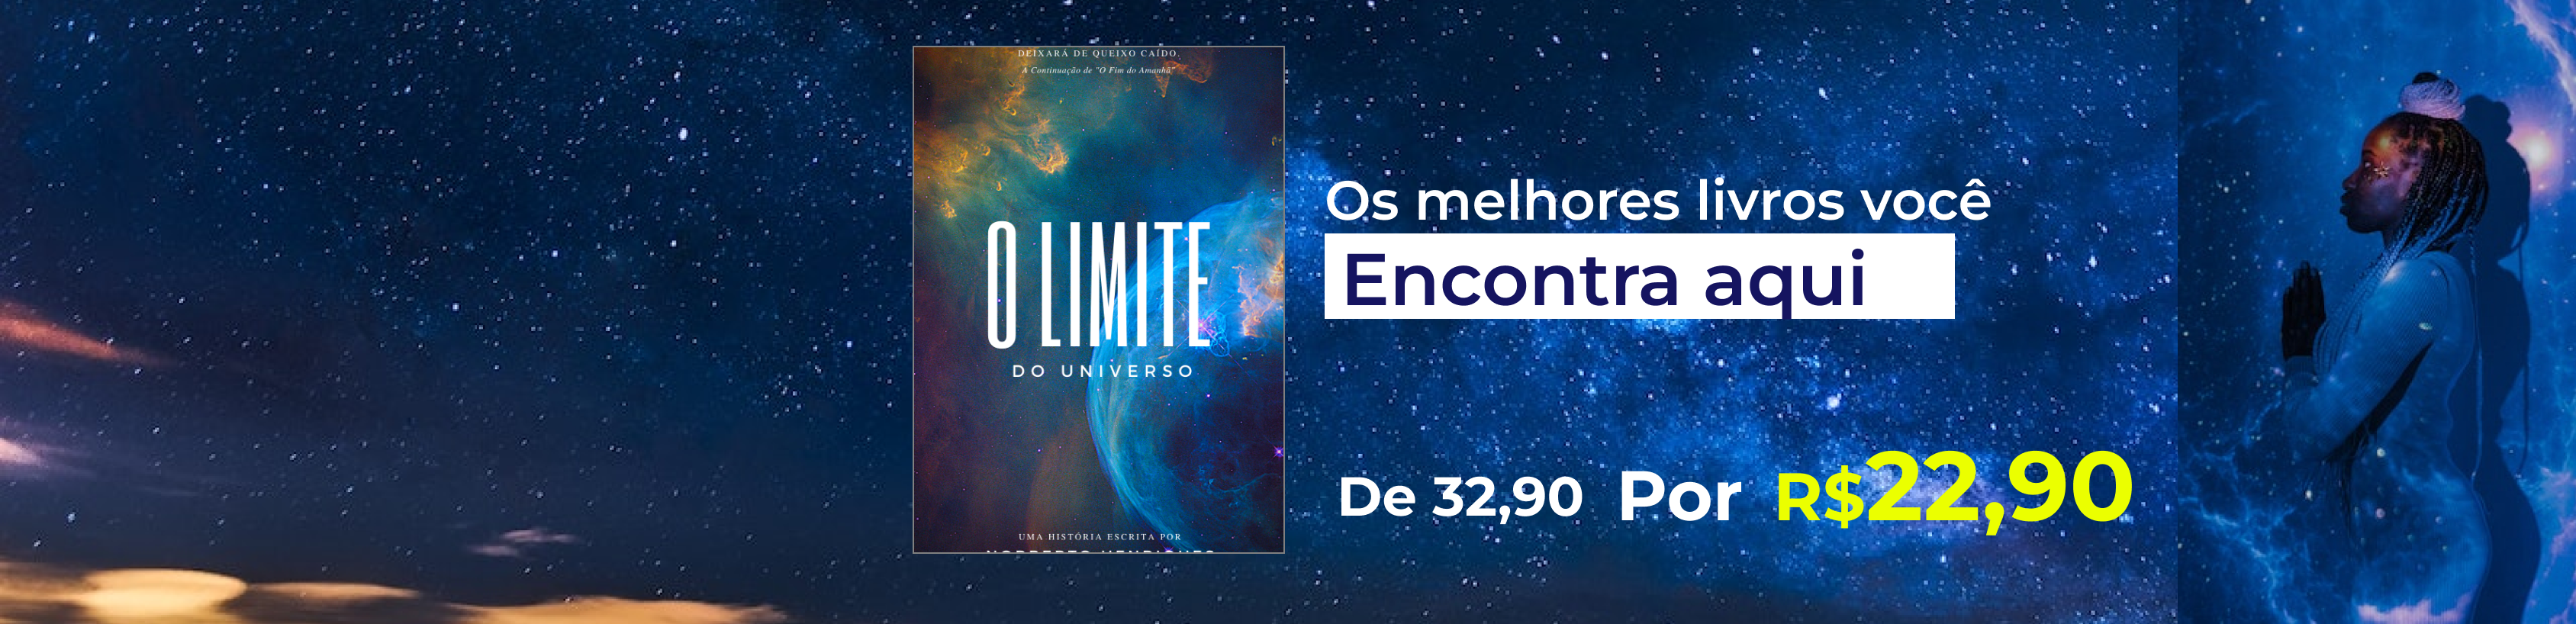 DEIXARÁ DE QUEIXO CAÍDO.
A Continuação de "O Fim do Amanhã"
O LIMITE
DO UNIVERSO
UMA HISTÓRIA ESCRITA POR
Os melhores livros você
Encontra aqui
De 32,90 Por R$22,90